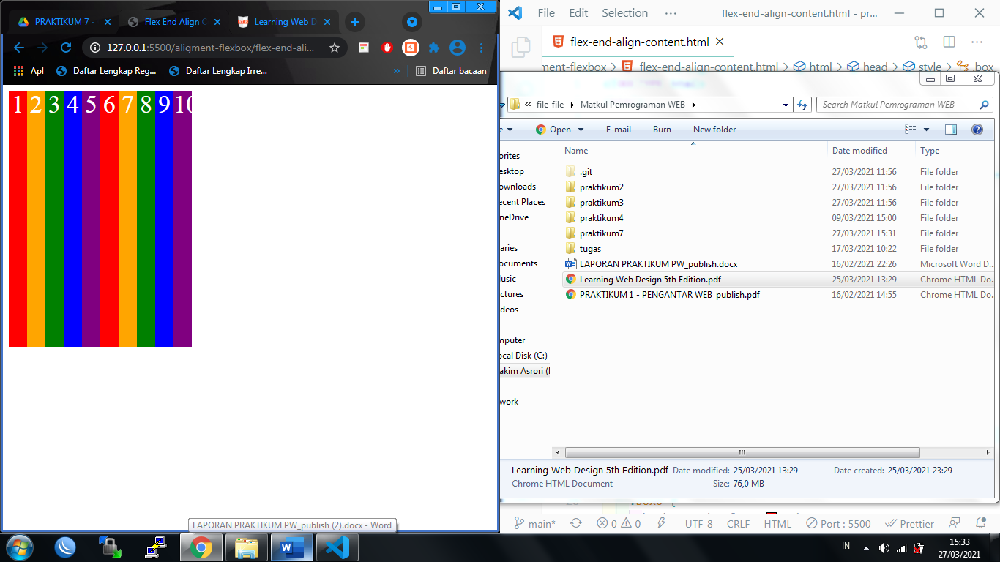 PRAKTIKUM 7 -
Flex End Align C
Learning Web D
127.0.0.1:5500/aligment-flexbox/flex-end-ali...
Apl
Daftar Lengkap Reg...
Daftar Lengkap Irre...
»
Daftar bacaan
1 2 3 4 5 6 7 8 9 10
LAPORAN PRAKTIKUM PW_publish (2).docx - Word
File Edit Selection ...
flex-end-align-content.html - pr...
flex-end-align-content.html
ment-flexbox > flex-end-align-content.html > html > head > style > .box
« file-file
Matkul Pemrograman WEB
Search Matkul Pemrograman WEB
e
Open
E-mail
Burn
New folder
Name Date modified Type
orites
esktop
ownloads
ecent Places
neDrive
aries
ocuments
usic
ctures
deos
mputer
ocal Disk (C:)
akim Asrori (
work
.git 27/03/2021 11:56 File folder
praktikum2 27/03/2021 11:56 File folder
praktikum3 27/03/2021 11:56 File folder
praktikum4 09/03/2021 15:00 File folder
praktikum7 27/03/2021 15:31 File folder
tugas 17/03/2021 10:22 File folder
LAPORAN PRAKTIKUM PW_publish.docx 16/02/2021 22:26 Microsoft Word D...
Learning Web Design 5th Edition.pdf 25/03/2021 13:29 Chrome HTML Do...
PRAKTIKUM 1 - PENGANTAR WEB_publish.pdf 16/02/2021 14:55 Chrome HTML Do...
Learning Web Design 5th Edition.pdf Date modified: 25/03/2021 13:29 Date created: 25/03/2021 23:29
Chrome HTML Document Size: 76,0 MB
main* 0 0 UTF-8 CRLF HTML Port : 5500 Prettier
IN
15:33
27/03/2021